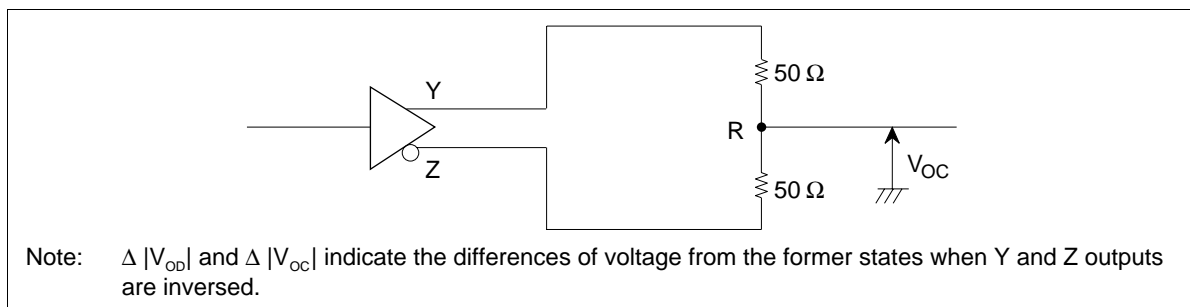 Y
50 Ω
R
Z
V_OC
50 Ω
Note: Δ |V_OD| and Δ |V_OC| indicate the differences of voltage from the former states when Y and Z outputs
are inversed.